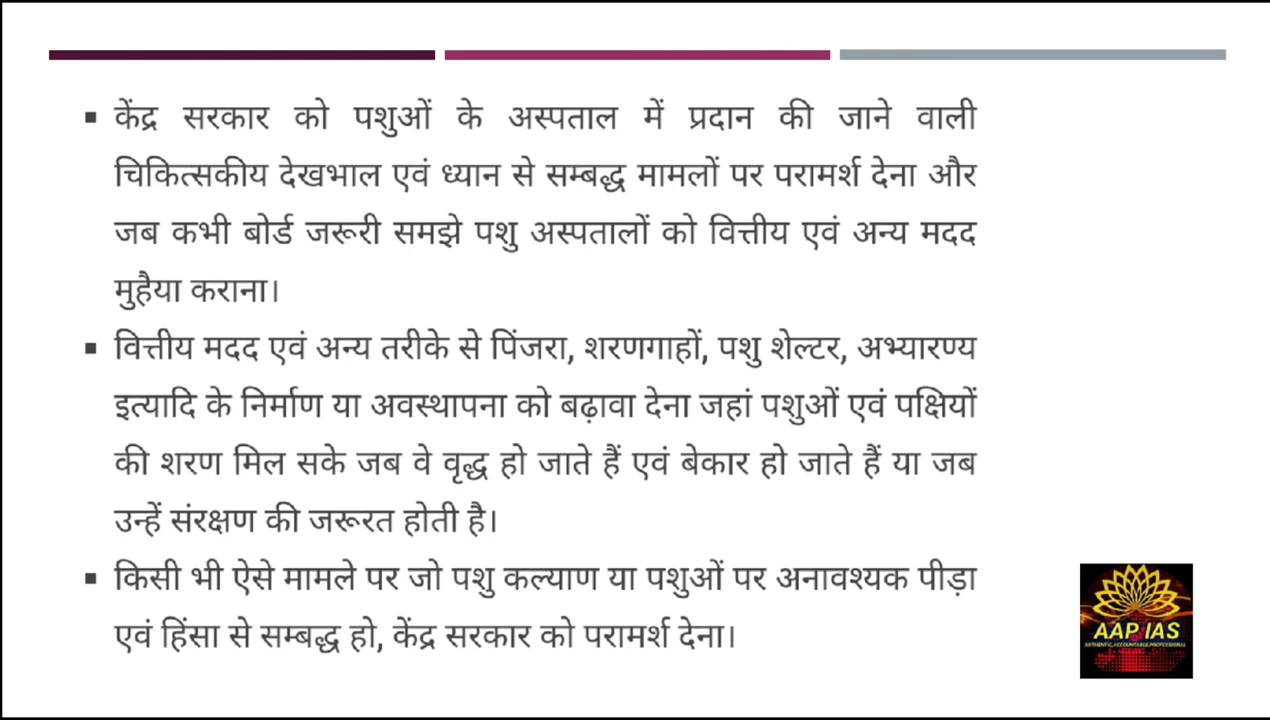 ▪ केंद्र सरकार को पशुओं के अस्पताल में प्रदान की जाने वाली
चिकित्सकीय देखभाल एवं ध्यान से सम्बद्ध मामलों पर परामर्श देना और
जब कभी बोर्ड जरूरी समझे पशु अस्पतालों को वित्तीय एवं अन्य मदद
मुहैया कराना।
▪ वित्तीय मदद एवं अन्य तरीके से पिंजरा, शरणगाहों, पशु शेल्टर, अभ्यारण्य
इत्यादि के निर्माण या अवस्थापना को बढ़ावा देना जहां पशुओं एवं पक्षियों
की शरण मिल सके जब वे वृद्ध हो जाते हैं एवं बेकार हो जाते हैं या जब
उन्हें संरक्षण की जरूरत होती है।
▪ किसी भी ऐसे मामले पर जो पशु कल्याण या पशुओं पर अनावश्यक पीड़ा
एवं हिंसा से सम्बद्ध हो, केंद्र सरकार को परामर्श देना।
AAP IAS
AUTHENTIC, ACCOUNTABLE, PROFESSIONAL